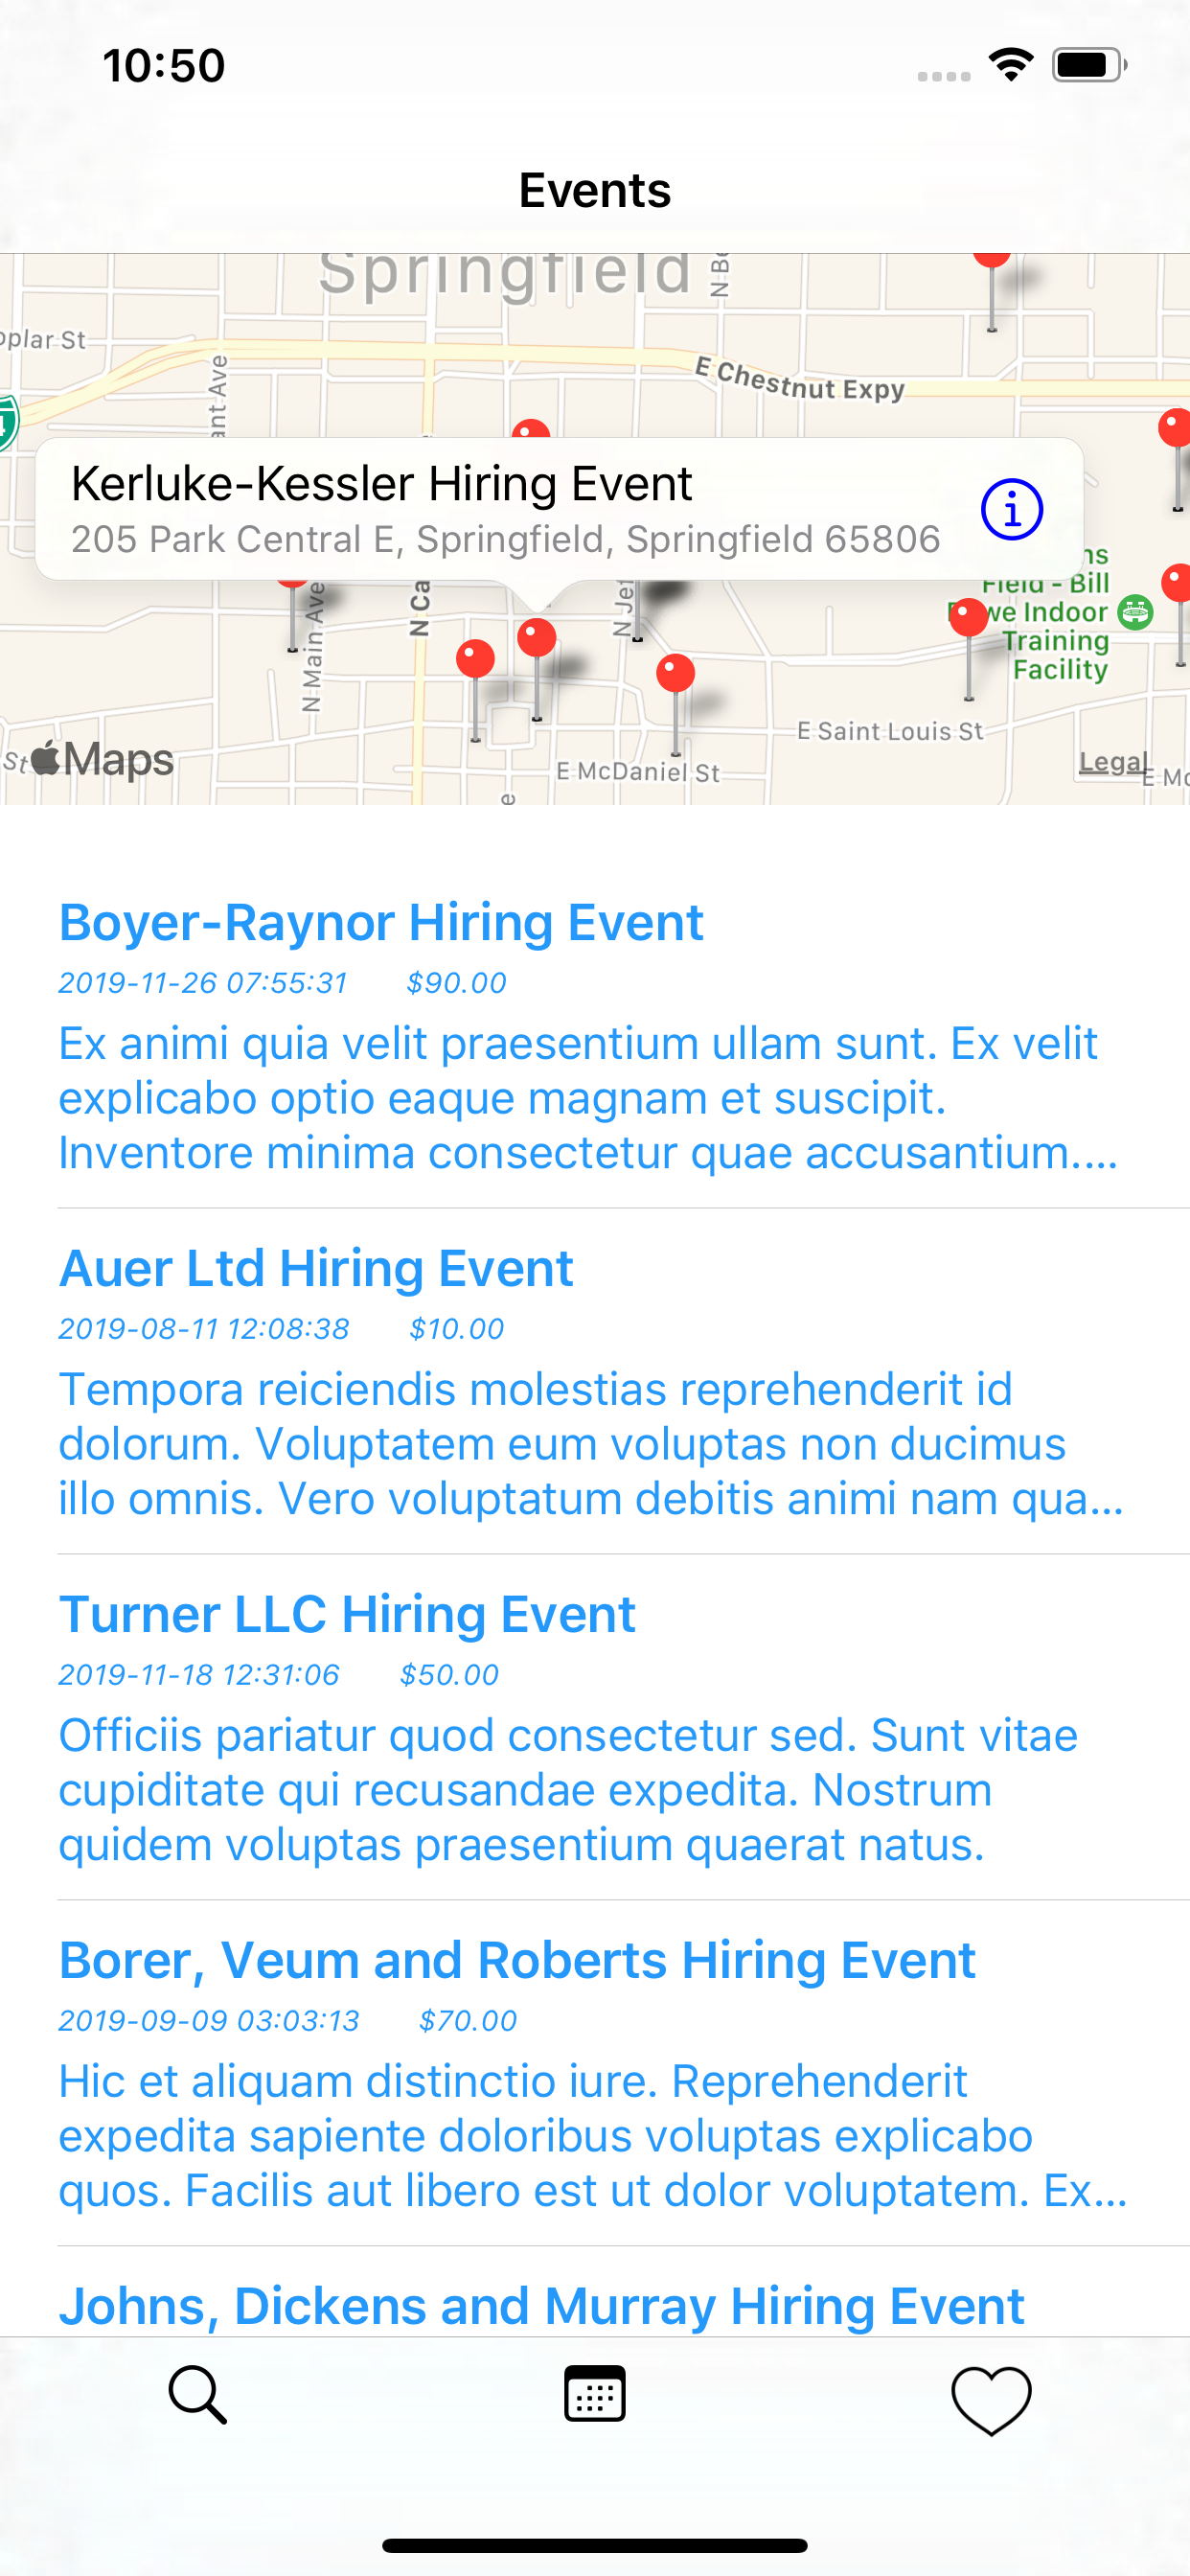 10:50
Events
Springfield
N Be
oplar St
E Chestnut Expy
ant Ave
Kerluke-Kessler Hiring Event
205 Park Central E, Springfield, Springfield 65806
ns
Field - Bill
we Indoor
Training
Facility
N Main Ave
N Ca
N Jef
E Saint Louis St
St
Maps
E McDaniel St
Legal
E Mc
e
Boyer-Raynor Hiring Event
2019-11-26 07:55:31 $90.00
Ex animi quia velit praesentium ullam sunt. Ex velit
explicabo optio eaque magnam et suscipit.
Inventore minima consectetur quae accusantium....
Auer Ltd Hiring Event
2019-08-11 12:08:38 $10.00
Tempora reiciendis molestias reprehenderit id
dolorum. Voluptatem eum voluptas non ducimus
illo omnis. Vero voluptatum debitis animi nam qua...
Turner LLC Hiring Event
2019-11-18 12:31:06 $50.00
Officiis pariatur quod consectetur sed. Sunt vitae
cupiditate qui recusandae expedita. Nostrum
quidem voluptas praesentium quaerat natus.
Borer, Veum and Roberts Hiring Event
2019-09-09 03:03:13 $70.00
Hic et aliquam distinctio iure. Reprehenderit
expedita sapiente doloribus voluptas explicabo
quos. Facilis aut libero est ut dolor voluptatem. Ex...
Johns, Dickens and Murray Hiring Event